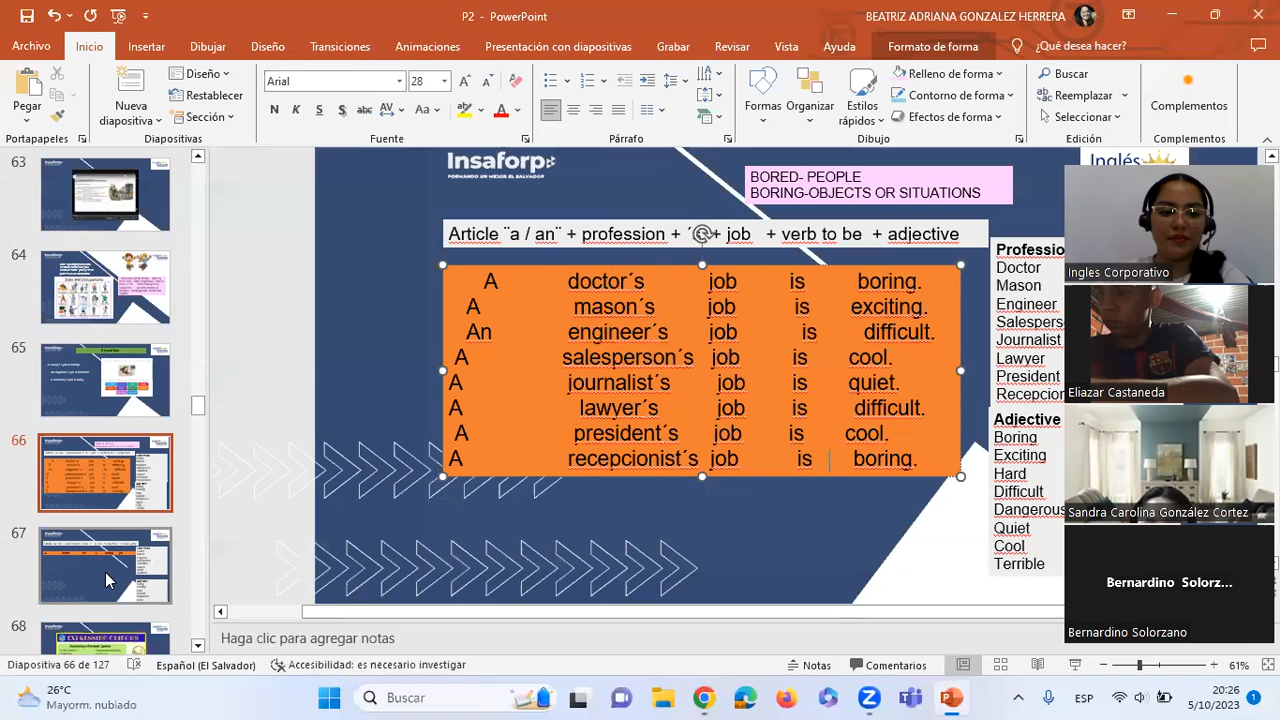 P2 - PowerPoint
BEATRIZ ADRIANA GONZALEZ HERRERA
Archivo Inicio Insertar Dibujar Diseño Transiciones Animaciones Presentación con diapositivas Grabar Revisar Vista Ayuda Formato de forma ¿Qué desea hacer?
Pegar
Nueva diapositiva
Diseño
Restablecer
Sección
Arial 28
N K S S abc AV Aa A
Formas Organizar Estilos rápidos
Relleno de forma
Contorno de forma
Efectos de forma
Buscar
Reemplazar
Seleccionar
Complementos
Portapapeles Diapositivas Fuente Párrafo Dibujo Edición Complementos
63
64
65
66
67
68
EXPRESSING
Insaforp
FORMANDO UN MEJOR EL SALVADOR
BORED- PEOPLE
BORING-OBJECTS OR SITUATIONS
Inglés
Article ¨a / an¨ + profession + ´ + job + verb to be + adjective
A doctor´s job is boring.
A mason´s job is exciting.
An engineer´s job is difficult.
A salesperson´s job is cool.
A journalist´s job is quiet.
A lawyer´s job is difficult.
A president´s job is cool.
A recepcionist´s job is boring.
Professio
Doctor
Mason
Engineer
Salespers
Journalist
Lawyer
President
Recepcion
Adjective
Boring
Exciting
Hard
Difficult
Dangerous
Quiet
Cool
Terrible
Ingles Corporativo
Eliazar Castaneda
Sandra Carolina González Cortez
Bernardino Solorz...
Bernardino Solorzano
Haga clic para agregar notas
Diapositiva 66 de 127 Español (El Salvador) Accesibilidad: es necesario investigar Notas Comentarios 61%
26°C
Mayorm. nublado
Buscar
ESP
20:26
5/10/2023